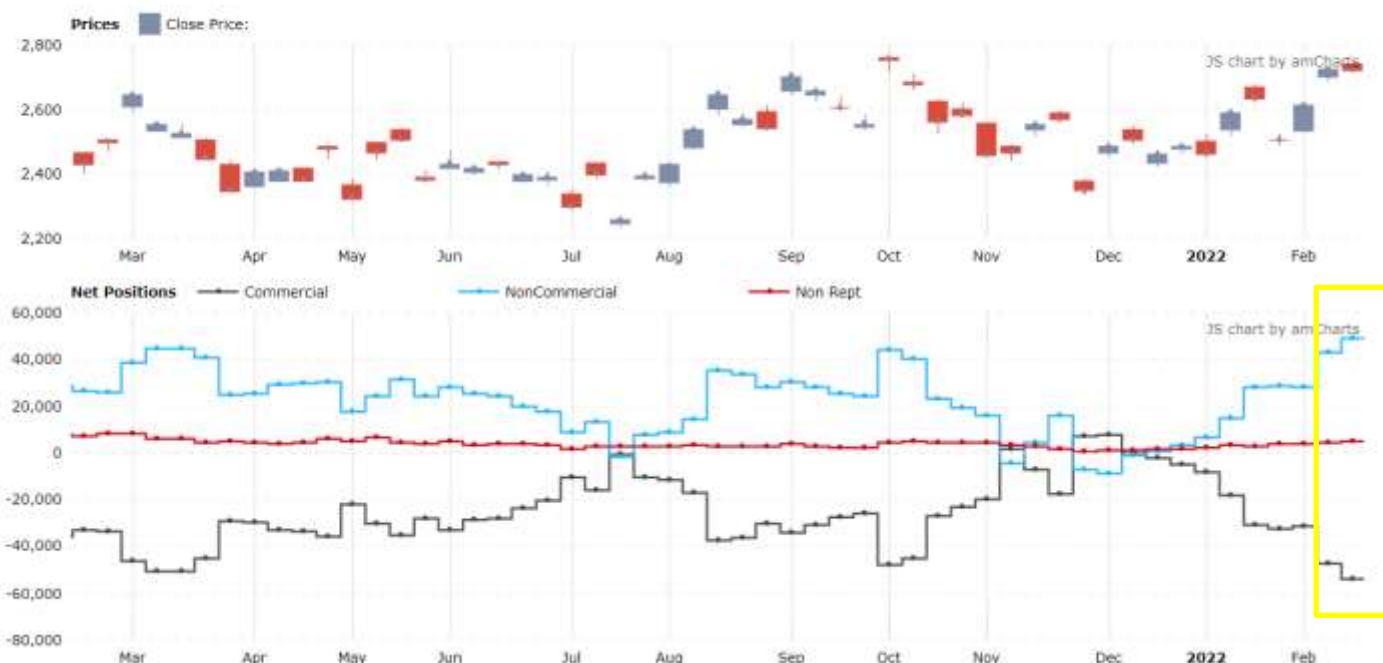 Prices Close Price:
2,800
JS chart by amCharts
2,600
2,400
2,200
Mar Apr May Jun Jul Aug Sep Oct Nov Dec 2022 Feb
Net Positions Commercial NonCommercial Non Rept
60,000
JS chart by amCharts
40,000
20,000
0
-20,000
-40,000
-60,000
-80,000
Mar Apr May Jun Jul Aug Sep Oct Nov Dec 2022 Feb